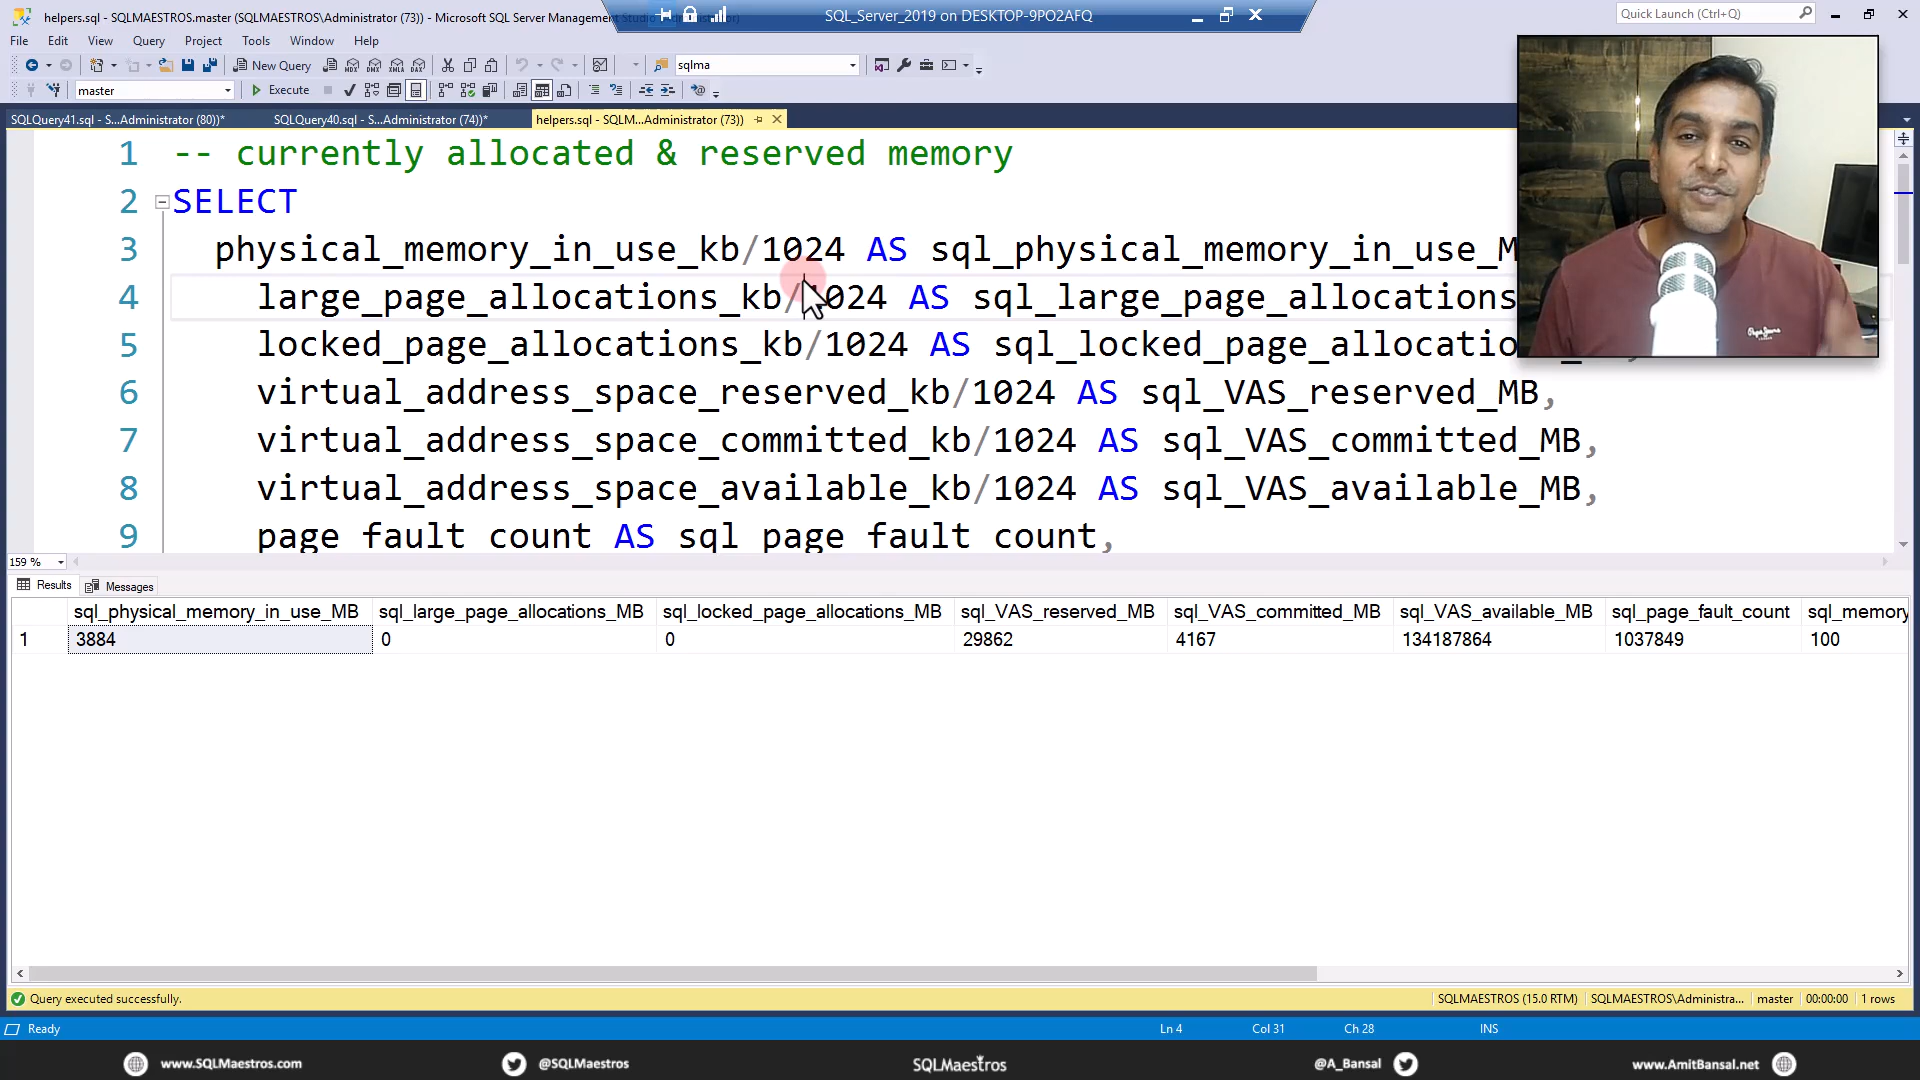 helpers.sql - SQLMAESTROS.master (SQLMAESTROS\Administrator (73)) - Microsoft SQL Server Management
SQL_Server_2019 on DESKTOP-9PO2AFQ
Quick Launch (Ctrl+Q)
File Edit View Query Project Tools Window Help
New Query
MDX DMX XMLA DAX
sqlma
master
Execute
SQLQuery41.sql - S...Administrator (80))*
SQLQuery40.sql - S...Administrator (74))*
helpers.sql - SQLM...Administrator (73))
1 -- currently allocated & reserved memory
2 SELECT
3 physical_memory_in_use_kb/1024 AS sql_physical_memory_in_use_M
4 large_page_allocations_kb/1024 AS sql_large_page_allocations
5 locked_page_allocations_kb/1024 AS sql_locked_page_allocatio
6 virtual_address_space_reserved_kb/1024 AS sql_VAS_reserved_MB,
7 virtual_address_space_committed_kb/1024 AS sql_VAS_committed_MB,
8 virtual_address_space_available_kb/1024 AS sql_VAS_available_MB,
9 page_fault_count AS sql_page_fault_count,
159 %
Results Messages
sql_physical_memory_in_use_MB sql_large_page_allocations_MB sql_locked_page_allocations_MB sql_VAS_reserved_MB sql_VAS_committed_MB sql_VAS_available_MB sql_page_fault_count sql_memory
1 3884 0 0 29862 4167 134187864 1037849 100
Query executed successfully.
SQLMAESTROS (15.0 RTM) SQLMAESTROS\Administra... master 00:00:00 1 rows
Ready
Ln 4 Col 31 Ch 28 INS
www.SQLMaestros.com
@SQLMaestros
SQLMaestros
@A_Bansal
www.AmitBansal.net